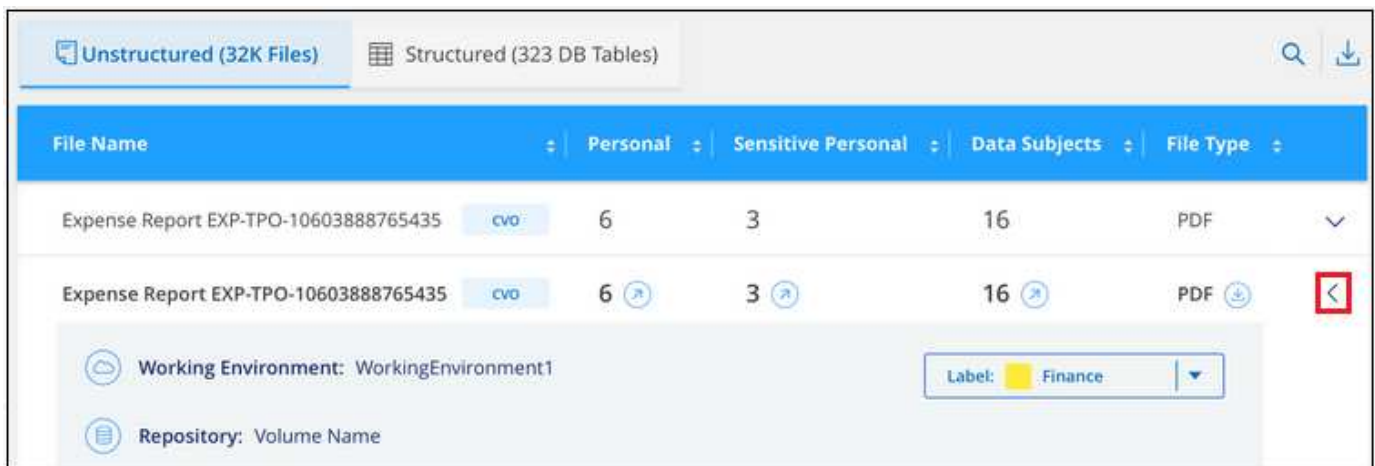 Unstructured (32K Files) Structured (323 DB Tables)
File Name Personal Sensitive Personal Data Subjects File Type
Expense Report EXP-TPO-10603888765435 CVO 6 3 16 PDF
Expense Report EXP-TPO-10603888765435 CVO 6 3 16 PDF
Working Environment: WorkingEnvironment1 Label: Finance
Repository: Volume Name